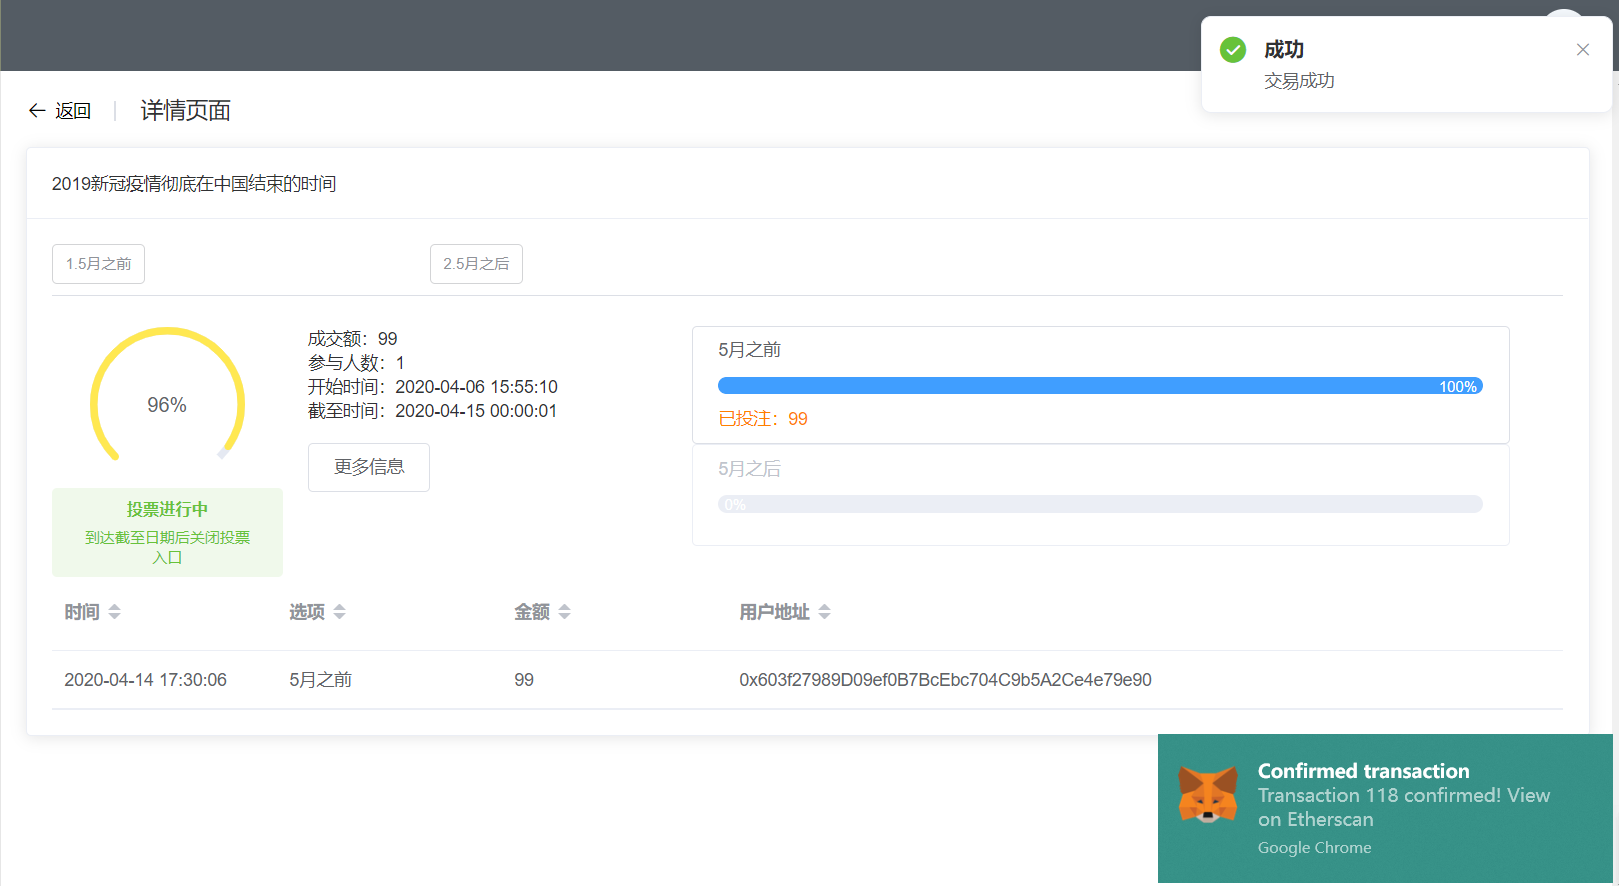 成功
交易成功
返回
详情页面
2019新冠疫情彻底在中国结束的时间
1.5月之前
2.5月之后
96%
成交额：99
参与人数：1
开始时间：2020-04-06 15:55:10
截至时间：2020-04-15 00:00:01
更多信息
投票进行中
到达截至日期后关闭投票
入口
5月之前
100%
已投注：99
5月之后
0%
时间 选项 金额 用户地址
2020-04-14 17:30:06 5月之前 99 0x603f27989D09ef0B7BcEbc704C9b5A2Ce4e79e90
Confirmed transaction
Transaction 118 confirmed! View
on Etherscan
Google Chrome